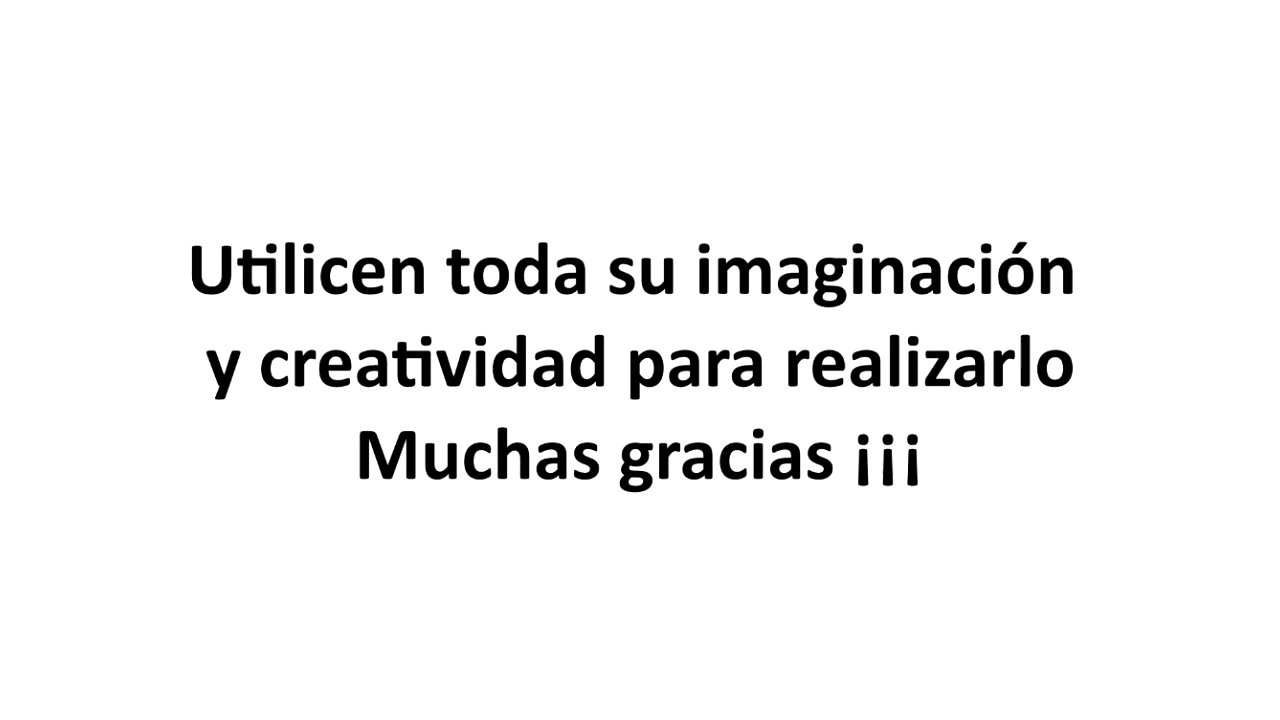 Utilicen toda su imaginación
y creatividad para realizarlo
Muchas gracias ¡¡¡